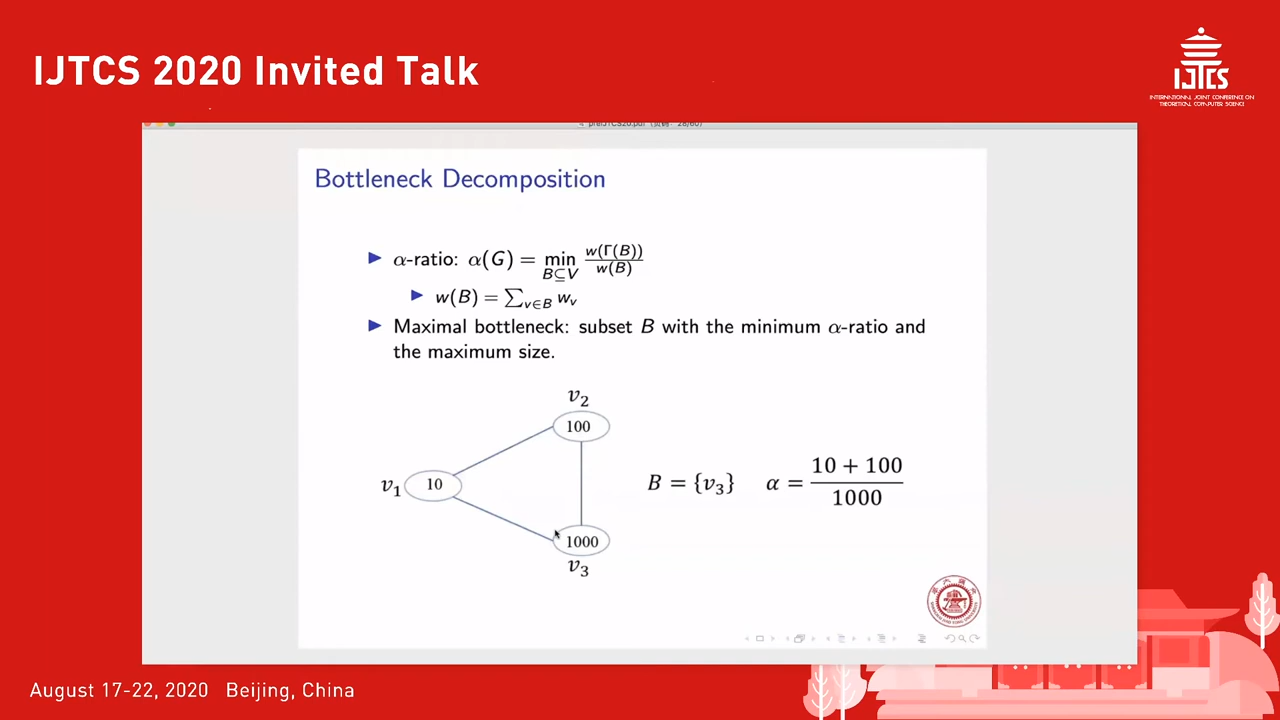 IJTCS 2020 Invited Talk
IJTCS
INTERNATIONAL JOINT CONFERENCE ON
THEORETICAL COMPUTER SCIENCE
Bottleneck Decomposition
α-ratio: α(G) = min_{B⊆V} w(Γ(B)) / w(B)
w(B) = ∑_{v∈B} w_v
Maximal bottleneck: subset B with the minimum α-ratio and
the maximum size.
v₂
100
v₁ 10
B = {v₃} α = (10 + 100) / 1000
1000
v₃
August 17-22, 2020 Beijing, China